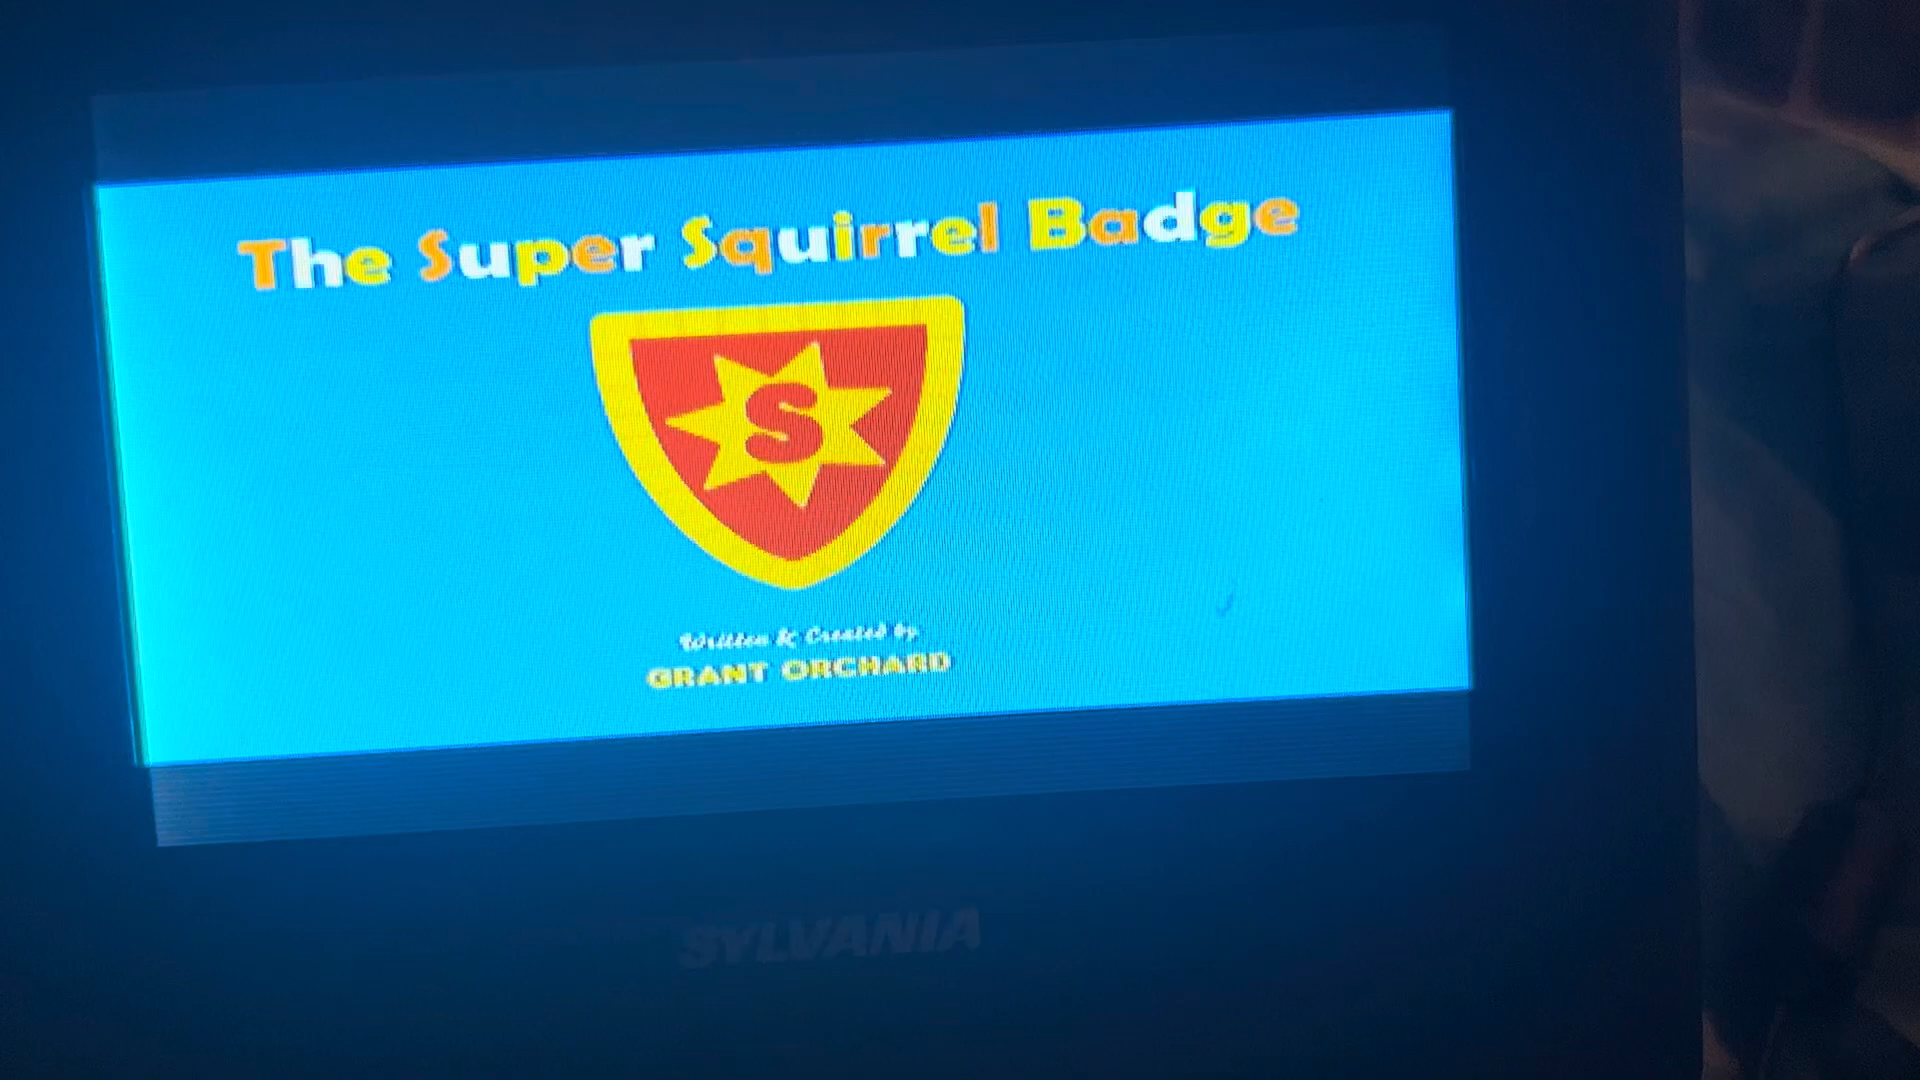 The Super Squirrel Badge
S
Written & Created by
GRANT ORCHARD
SYLVANIA